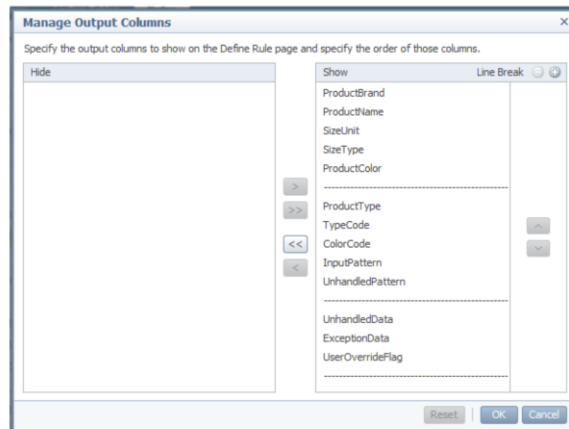 Manage Output Columns
Specify the output columns to show on the Define Rule page and specify the order of those columns.
Hide
Show Line Break
ProductBrand
ProductName
SizeUnit
SizeType
ProductColor
ProductType
TypeCode
ColorCode
InputPattern
UnhandledPattern
UnhandledData
ExceptionData
UserOverrideFlag
>
>>
<<
<
Reset OK Cancel